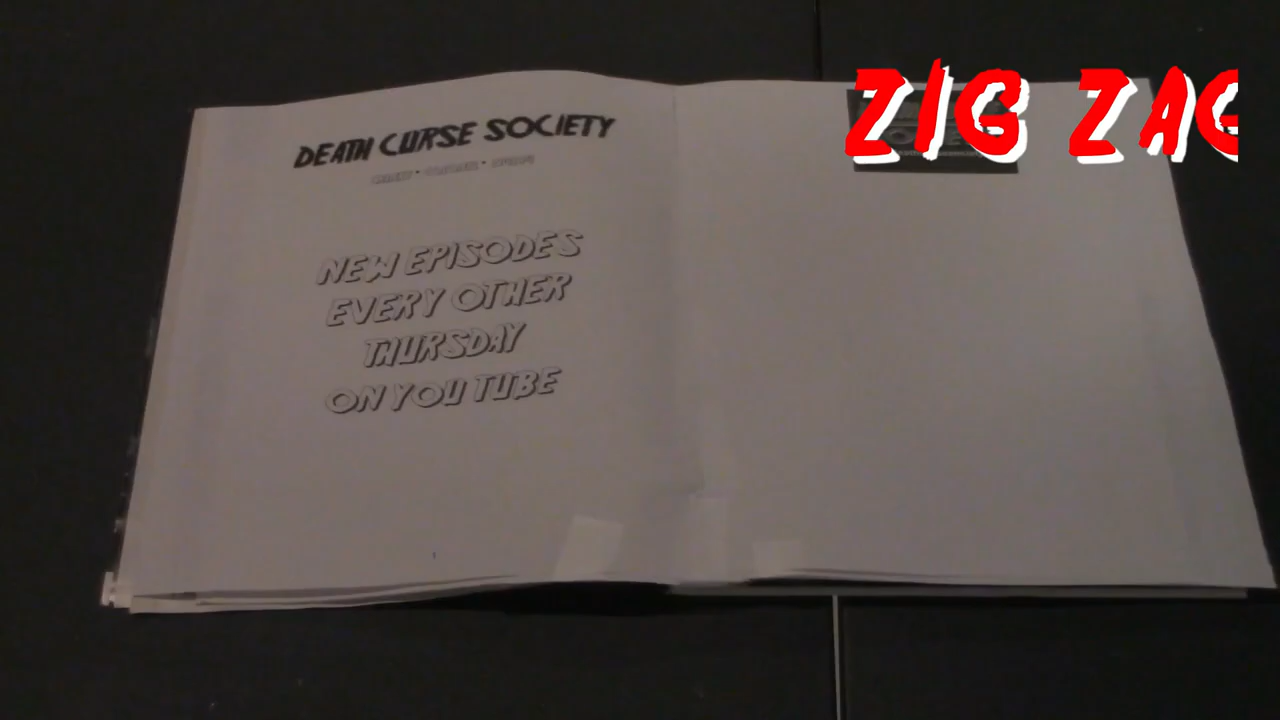 DEATH CURSE SOCIETY
NEW EPISODES
EVERY OTHER
THURSDAY
ON YOU TUBE
ZIG ZAG